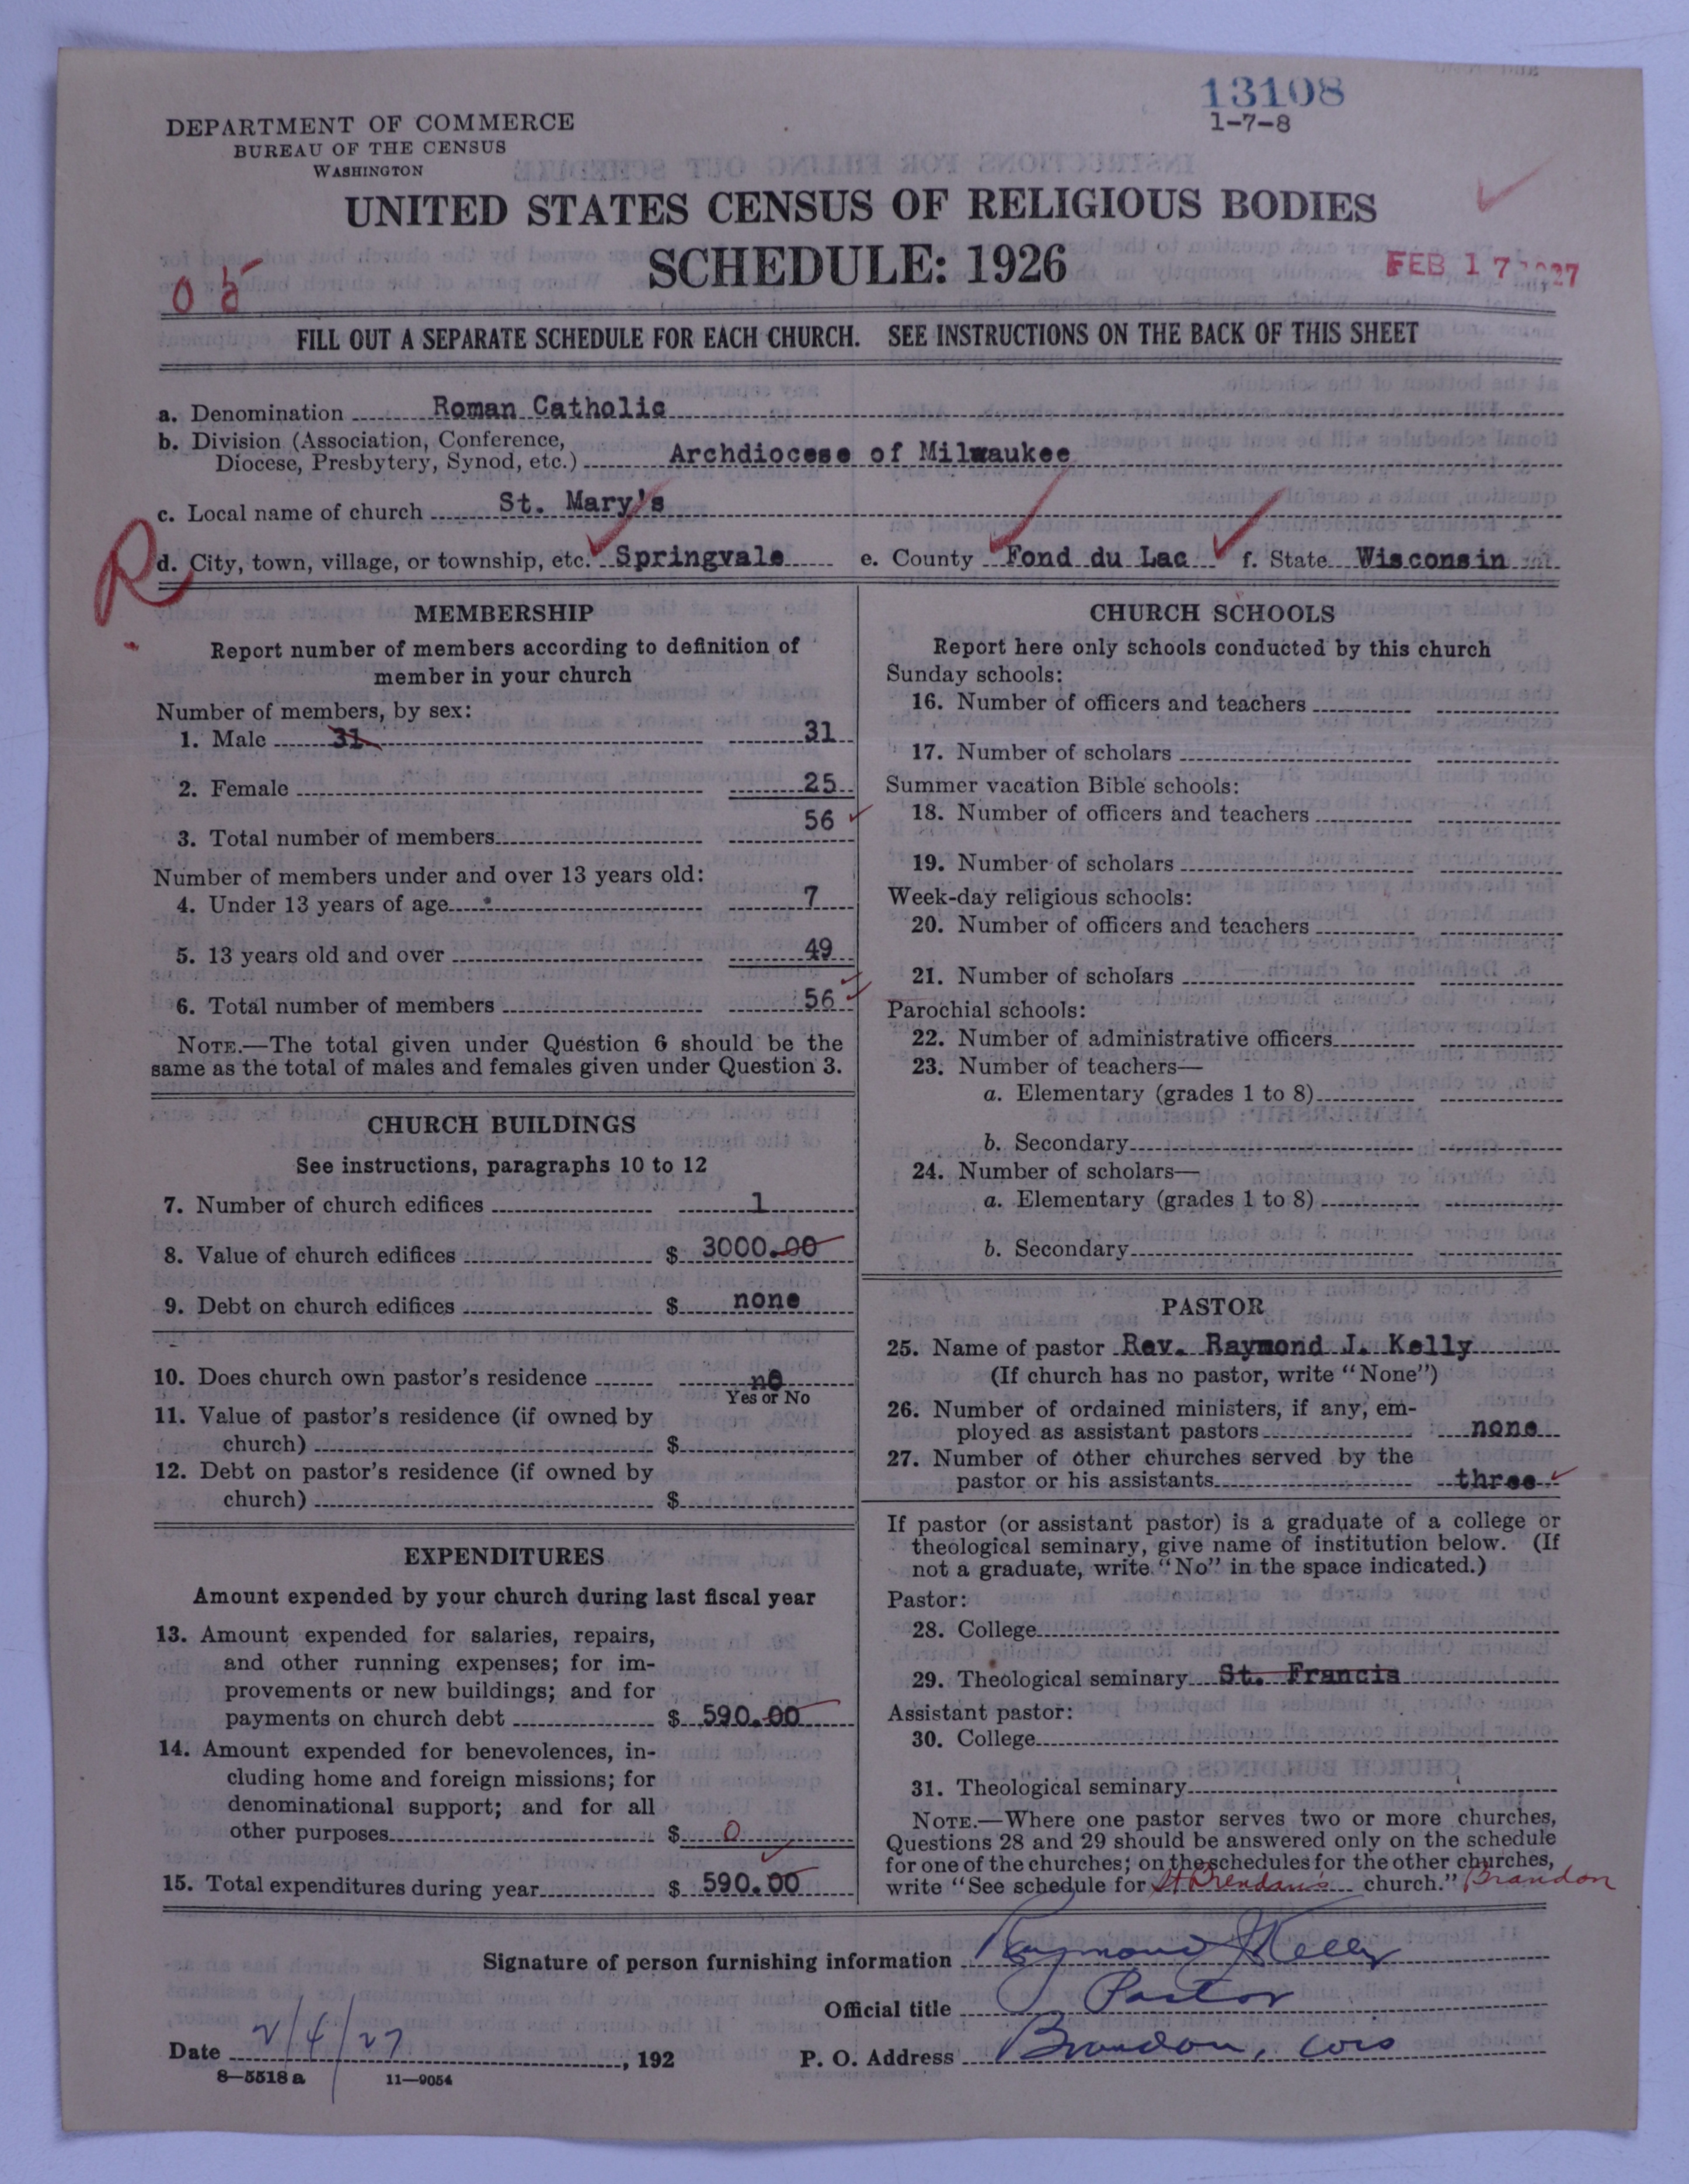 13108
1-7-8
DEPARTMENT OF COMMERCE
BUREAU OF THE CENSUS
WASHINGTON
UNITED STATES CENSUS OF RELIGIOUS BODIES
SCHEDULE: 1926
FEB 17 1927
FILL OUT A SEPARATE SCHEDULE FOR EACH CHURCH. SEE INSTRUCTIONS ON THE BACK OF THIS SHEET
a. Denomination Roman Catholic
b. Division (Association, Conference,
Diocese, Presbytery, Synod, etc.) Archdiocese of Milwaukee
c. Local name of church St. Mary's
R
d. City, town, village, or township, etc. Springvale e. County Fond du Lac f. State Wisconsin
MEMBERSHIP
Report number of members according to definition of
member in your church
Number of members, by sex:
1. Male 31 31
2. Female 25
3. Total number of members 56
Number of members under and over 13 years old:
4. Under 13 years of age 7
5. 13 years old and over 49
6. Total number of members 56
NOTE.—The total given under Question 6 should be the
same as the total of males and females given under Question 3.
CHURCH BUILDINGS
See instructions, paragraphs 10 to 12
7. Number of church edifices 1
8. Value of church edifices $ 3000.00
9. Debt on church edifices $ none
10. Does church own pastor's residence no
Yes or No
11. Value of pastor's residence (if owned by
church) $
12. Debt on pastor's residence (if owned by
church) $
EXPENDITURES
Amount expended by your church during last fiscal year
13. Amount expended for salaries, repairs,
and other running expenses; for im-
provements or new buildings; and for
payments on church debt $ 590.00
14. Amount expended for benevolences, in-
cluding home and foreign missions; for
denominational support; and for all
other purposes $ 0
15. Total expenditures during year $ 590.00
CHURCH SCHOOLS
Report here only schools conducted by this church
Sunday schools:
16. Number of officers and teachers
17. Number of scholars
Summer vacation Bible schools:
18. Number of officers and teachers
19. Number of scholars
Week-day religious schools:
20. Number of officers and teachers
21. Number of scholars
Parochial schools:
22. Number of administrative officers
23. Number of teachers—
a. Elementary (grades 1 to 8)
b. Secondary
24. Number of scholars—
a. Elementary (grades 1 to 8)
b. Secondary
PASTOR
25. Name of pastor Rev. Raymond J. Kelly
(If church has no pastor, write "None")
26. Number of ordained ministers, if any, em-
ployed as assistant pastors none
27. Number of other churches served by the
pastor or his assistants three
If pastor (or assistant pastor) is a graduate of a college or
theological seminary, give name of institution below. (If
not a graduate, write "No" in the space indicated.)
Pastor:
28. College
29. Theological seminary St. Francis
Assistant pastor:
30. College
31. Theological seminary
NOTE.—Where one pastor serves two or more churches,
Questions 28 and 29 should be answered only on the schedule
for one of the churches; on the schedules for the other churches,
write "See schedule for St Brendan's church." Brandon
Signature of person furnishing information Raymond J Kelly
Official title Pastor
Date 2/4/27, 192 P. O. Address Brandon, Wis
8—5518 a 11—9054